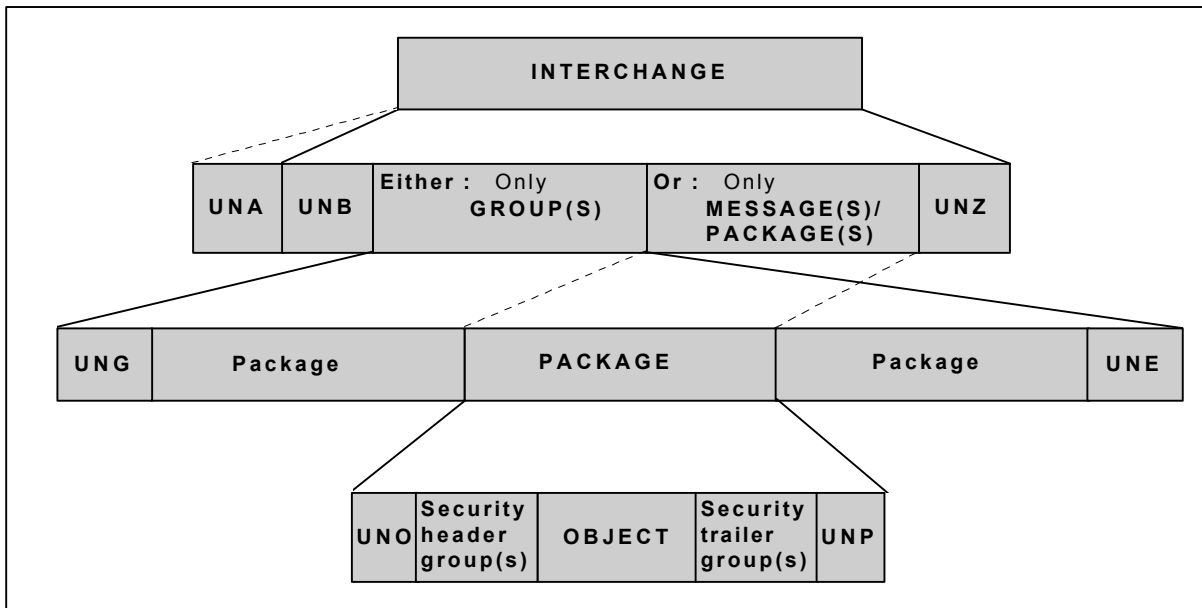 INTERCHANGE
UNA
UNB
Either : Only
GROUP(S)
Or : Only
MESSAGE(S)/
PACKAGE(S)
UNZ
UNG
Package
PACKAGE
Package
UNE
UNO
Security
header
group(s)
OBJECT
Security
trailer
group(s)
UNP